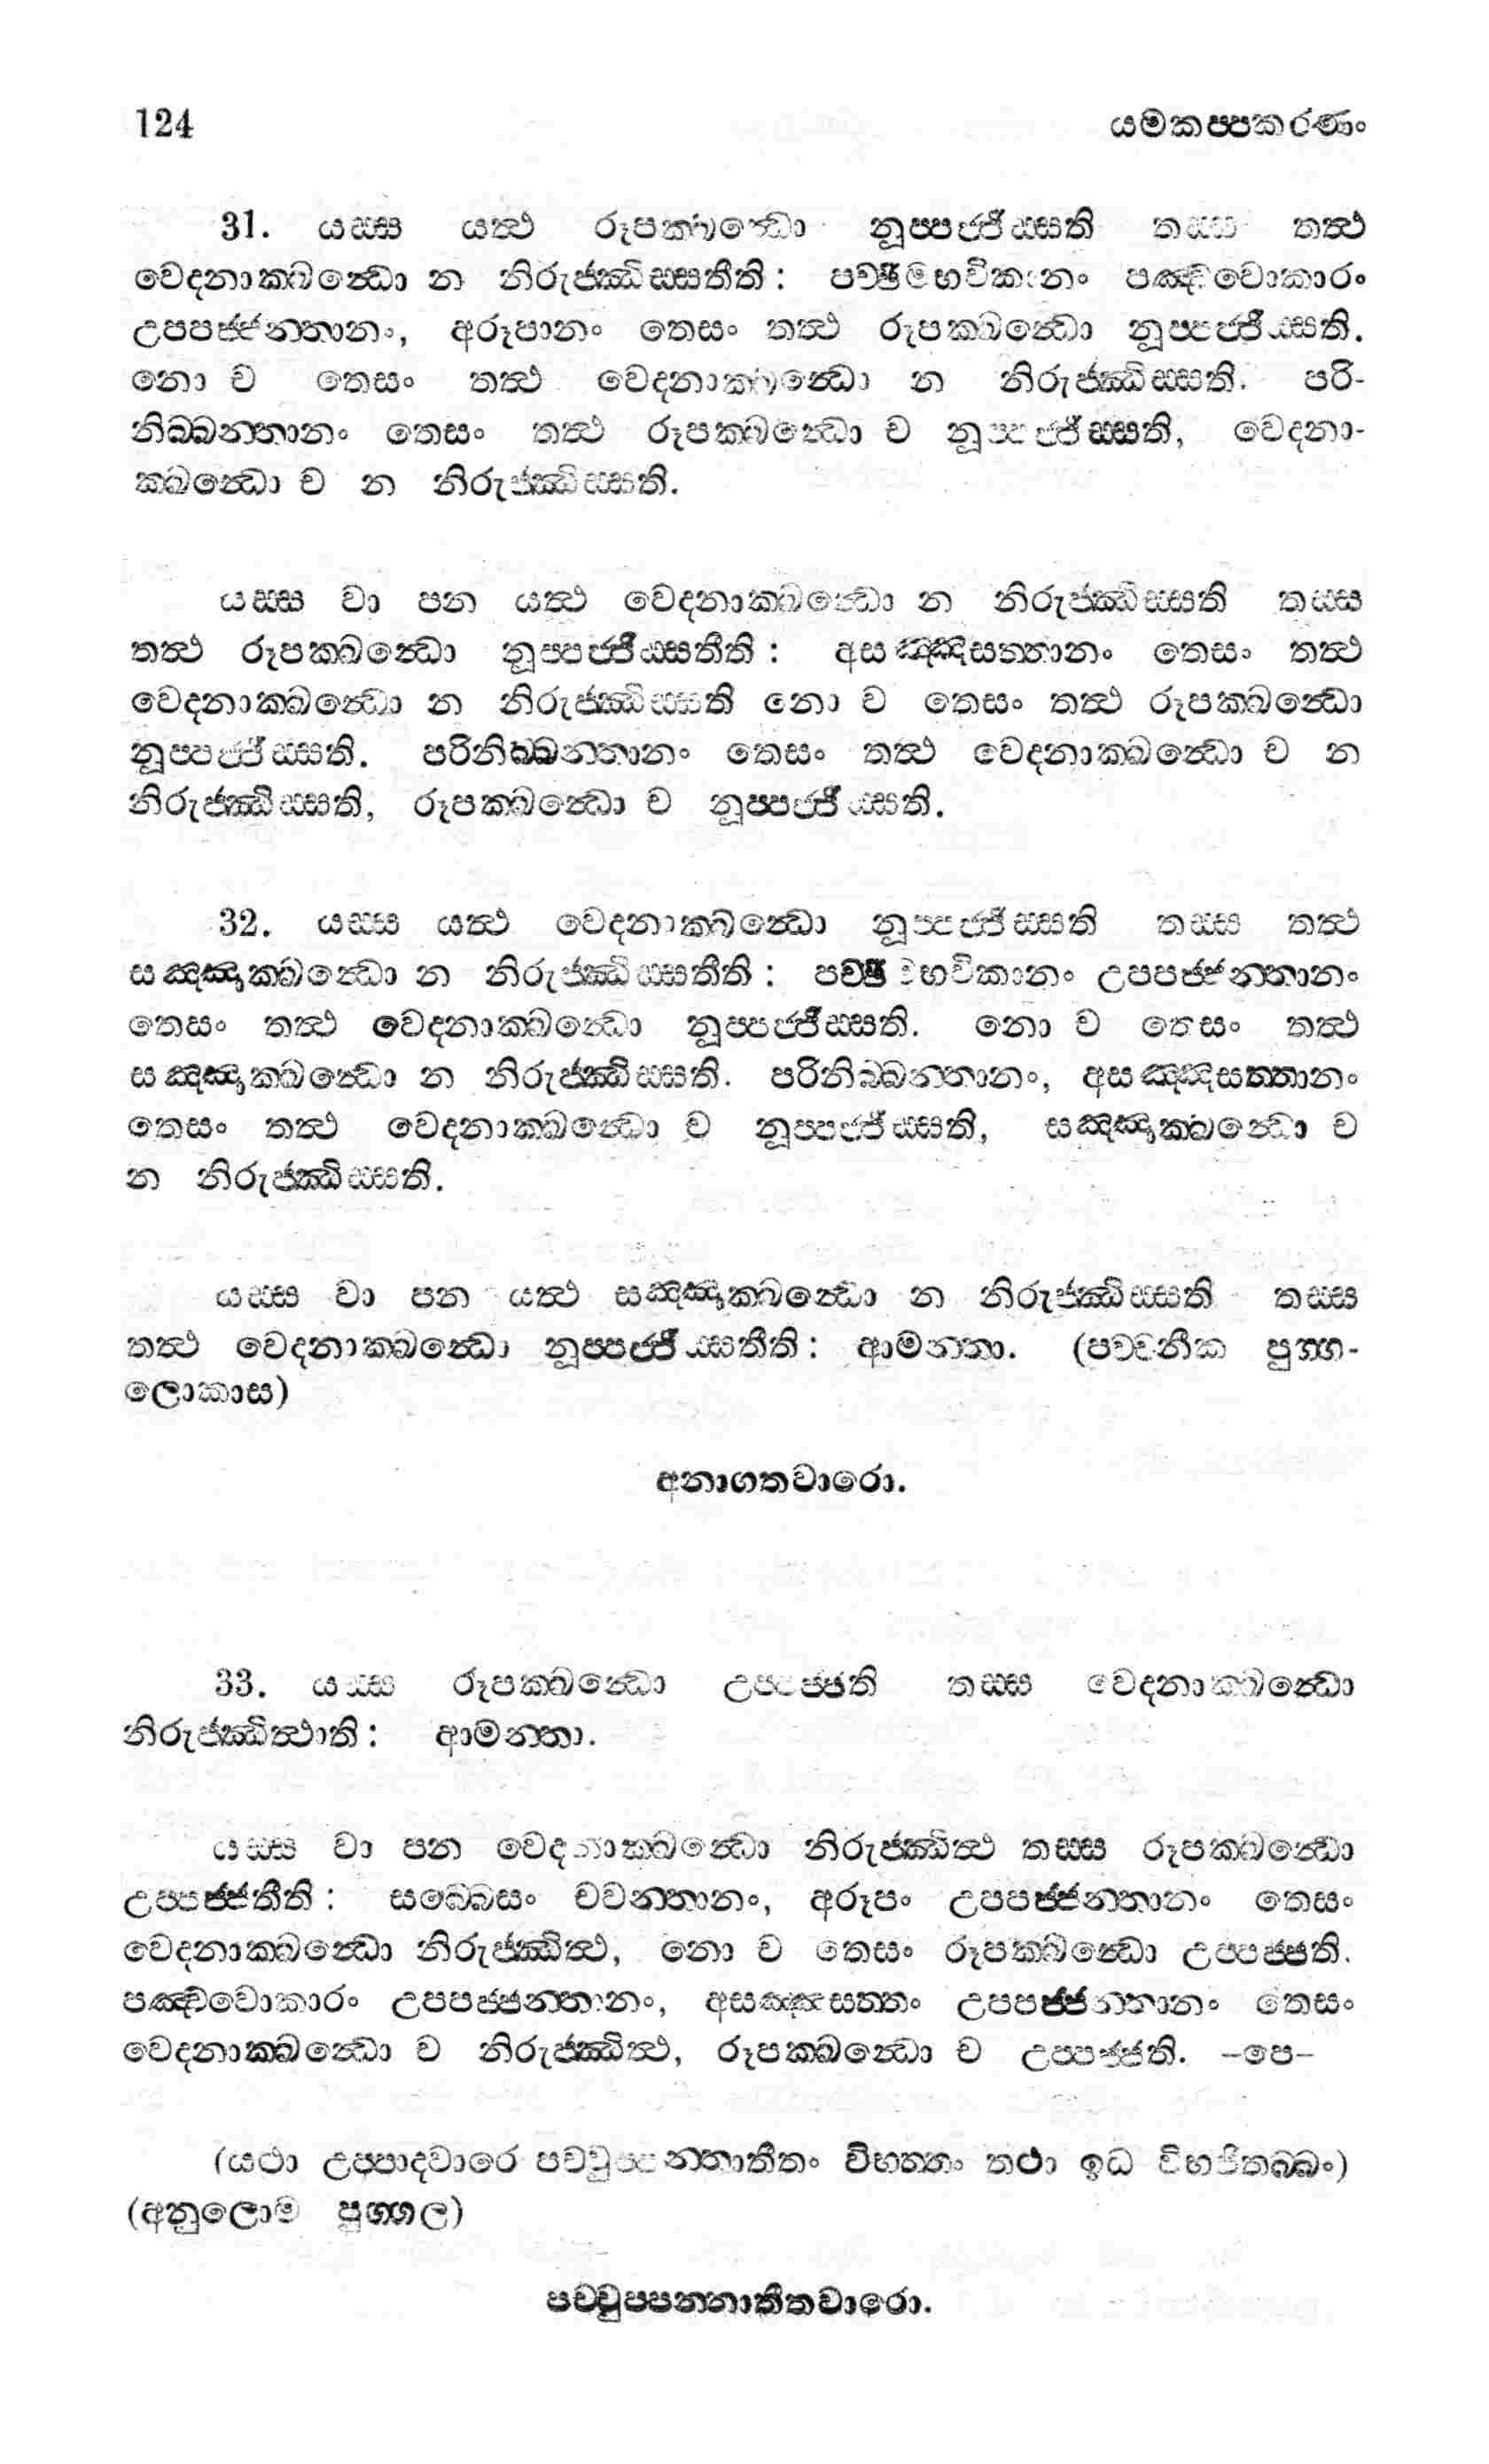 124 යමකප්පකරණං
31. යස්ස යත්ථ රූපක්ඛන්ධො නුප්පජ්ජිස්සති තස්ස තත්ථ
වෙදනාක්ඛන්ධො න නිරුජ්ඣිස්සතීති: පච්ඡිමභවිකානං පඤ්චවොකාරං
උපපජ්ජන්තානං, අරූපානං තෙසං තත්ථ රූපක්ඛන්ධො නුප්පජ්ජිස්සති.
නො ච තෙසං තත්ථ වෙදනාක්ඛන්ධො න නිරුජ්ඣිස්සති. පරි-
නිබ්බන්තානං තෙසං තත්ථ රූපක්ඛන්ධො ච නුප්පජ්ජිස්සති, වෙදනා-
ක්ඛන්ධො ච න නිරුජ්ඣිස්සති.
යස්ස වා පන යත්ථ වෙදනාක්ඛන්ධො න නිරුජ්ඣිස්සති තස්ස
තත්ථ රූපක්ඛන්ධො නූප්පජ්ජිස්සතීති: අසඤ්ඤසත්තානං තෙසං තත්ථ
වෙදනාක්ඛන්ධො න නිරුජ්ඣිස්සති නො ච තෙසං තත්ථ රූපක්ඛන්ධො
නූප්පජ්ජිස්සති. පරිනිබ්බන්තානං තෙසං තත්ථ වෙදනාක්ඛන්ධො ච න
නිරුජ්ඣිස්සති, රූපක්ඛන්ධො ච නූප්පජ්ජිස්සති.
32. යස්ස යත්ථ වෙදනාක්ඛන්ධො නූප්පජ්ජිස්සති තස්ස තත්ථ
සඤ්ඤාක්ඛන්ධො න නිරුජ්ඣිස්සතීති: පච්ඡිමභවිකානං උපපජ්ජන්තානං
තෙසං තත්ථ වෙදනාක්ඛන්ධො නූප්පජ්ජිස්සති. නො ච තෙසං තත්ථ
සඤ්ඤාක්ඛන්ධො න නිරුජ්ඣිස්සති. පරිනිබ්බන්තානං, අසඤ්ඤසත්තානං
තෙසං තත්ථ වෙදනාක්ඛන්ධො ච නූප්පජ්ජිස්සති, සඤ්ඤාක්ඛන්ධො ච
න නිරුජ්ඣිස්සති.
යස්ස වා පන යත්ථ සඤ්ඤාක්ඛන්ධො න නිරුජ්ඣිස්සති තස්ස
තත්ථ වෙදනාක්ඛන්ධො නූප්පජ්ජිස්සතීති: ආමන්තා. (පච්චනීක පුග්ග-
ලොකාස)
අනාගතවාරො.
33. යස්ස රූපක්ඛන්ධො උප්පජ්ජති තස්ස වෙදනාක්ඛන්ධො
නිරුජ්ඣිත්ථාති: ආමන්තා.
යස්ස වා පන වෙදනාක්ඛන්ධො නිරුජ්ඣිත්ථ තස්ස රූපක්ඛන්ධො
උප්පජ්ජතීති: සබ්බෙසං චවන්තානං, අරූපං උපපජ්ජන්තානං තෙසං
වෙදනාක්ඛන්ධො නිරුජ්ඣිත්ථ, නො ච තෙසං රූපක්ඛන්ධො උප්පජ්ජති.
පඤ්චවොකාරං උපපජ්ජන්තානං, අසඤ්ඤසත්තං උපපජ්ජන්තානං තෙසං
වෙදනාක්ඛන්ධො ච නිරුජ්ඣිත්ථ, රූපක්ඛන්ධො ච උප්පජ්ජති. –පෙ–
(යථා උප්පාදවාරෙ පච්චුප්පන්නාතීතං විභත්තං තථා ඉධ විභජිතබ්බං)
(අනුලොම පුග්ගල)
පච්චුප්පන්නාතීතවාරො.